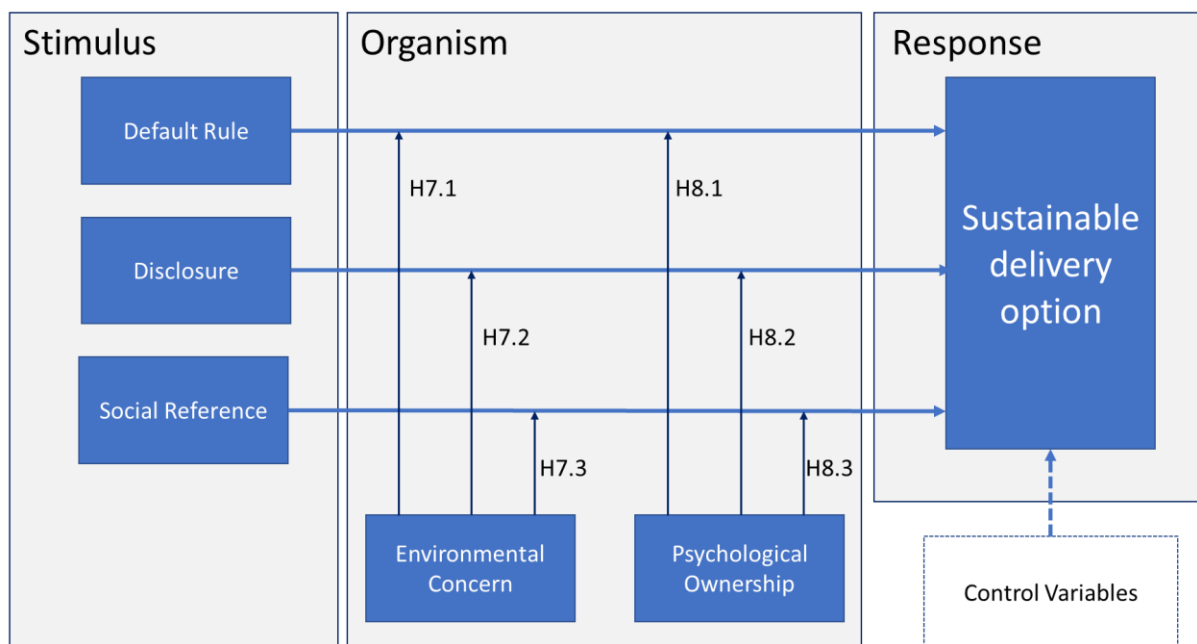 Stimulus
Organism
Response
Default Rule
H7.1
H8.1
Sustainable
delivery
option
Disclosure
H7.2
H8.2
Social Reference
H7.3
H8.3
Environmental
Concern
Psychological
Ownership
Control Variables